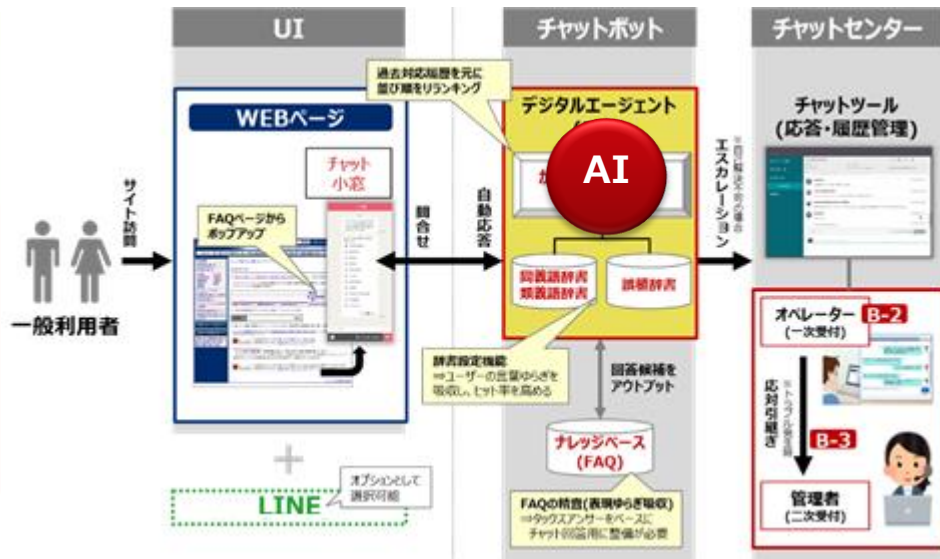 UI
チャットボット
チャットセンター
WEBページ
チャット
小窓
FAQページから
ポップアップ
サイト訪問
一般利用者
問合せ
自動応答
過去対応履歴を元に
並び順をリランキング
デジタルエージェント
AI
同義語辞書
類義語辞書
誤植辞書
辞書設定機能
⇒ユーザーの言葉ゆらぎを
吸収し、ヒット率を高める
回答候補を
アウトプット
ナレッジベース
(FAQ)
FAQの精査(表現ゆらぎ吸収)
⇒タックスアンサーをベースに
チャット回答用に整備が必要
エスカレーション
※自己解決不可の場合
チャットツール
(応答・履歴管理)
オペレーター
(一次受付)
B-2
応対引継ぎ
B-3
管理者
(二次受付)
+
LINE
オプションとして
選択可能